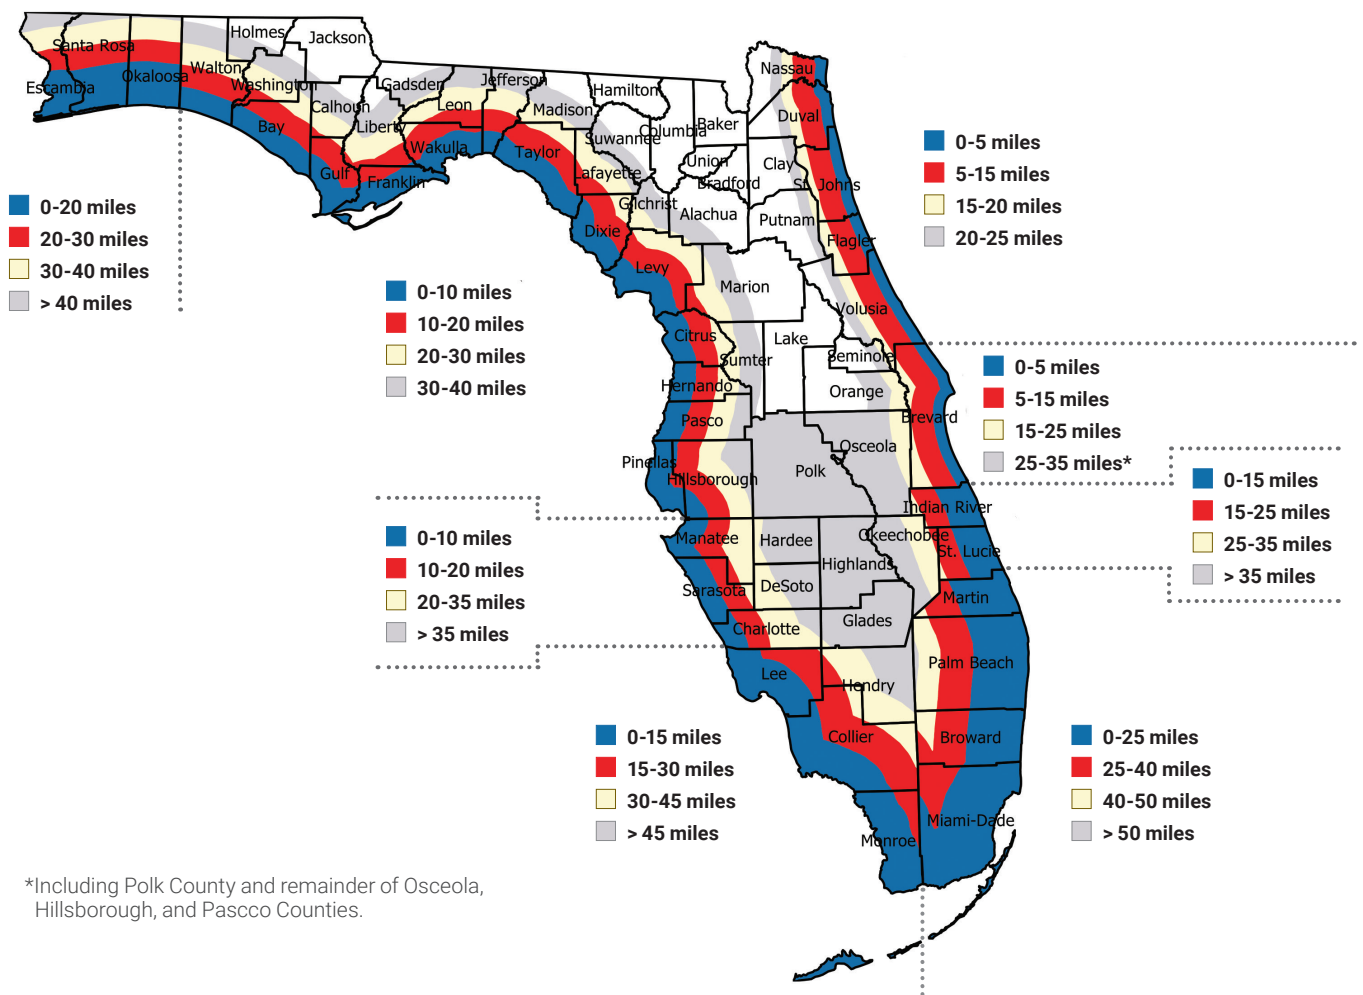 Holmes
Jackson
Santa Rosa
Walton
Okaloosa
Escambia
Washington
Calhoun
Bay
Liberty
Gulf
Franklin
Gadsden
Leon
Wakulla
Jefferson
Madison
Taylor
Hamilton
Suwannee
Columbia
Baker
Union
Bradford
Lafayette
Gilchrist
Alachua
Dixie
Levy
Nassau
Duval
Clay
St. Johns
Putnam
Flagler
Marion
Volusia
Citrus
Sumter
Lake
Seminole
Hernando
Orange
Pasco
Brevard
Osceola
Pinellas
Hillsborough
Polk
Indian River
Manatee
Hardee
Okeechobee
St. Lucie
Highlands
Sarasota
DeSoto
Martin
Charlotte
Glades
Lee
Hendry
Palm Beach
Collier
Broward
Monroe
Miami-Dade
0-20 miles
20-30 miles
30-40 miles
> 40 miles
0-10 miles
10-20 miles
20-30 miles
30-40 miles
0-5 miles
5-15 miles
15-20 miles
20-25 miles
0-5 miles
5-15 miles
15-25 miles
25-35 miles*
0-15 miles
15-25 miles
25-35 miles
> 35 miles
0-10 miles
10-20 miles
20-35 miles
> 35 miles
0-15 miles
15-30 miles
30-45 miles
> 45 miles
0-25 miles
25-40 miles
40-50 miles
> 50 miles
*Including Polk County and remainder of Osceola,
Hillsborough, and Pascco Counties.